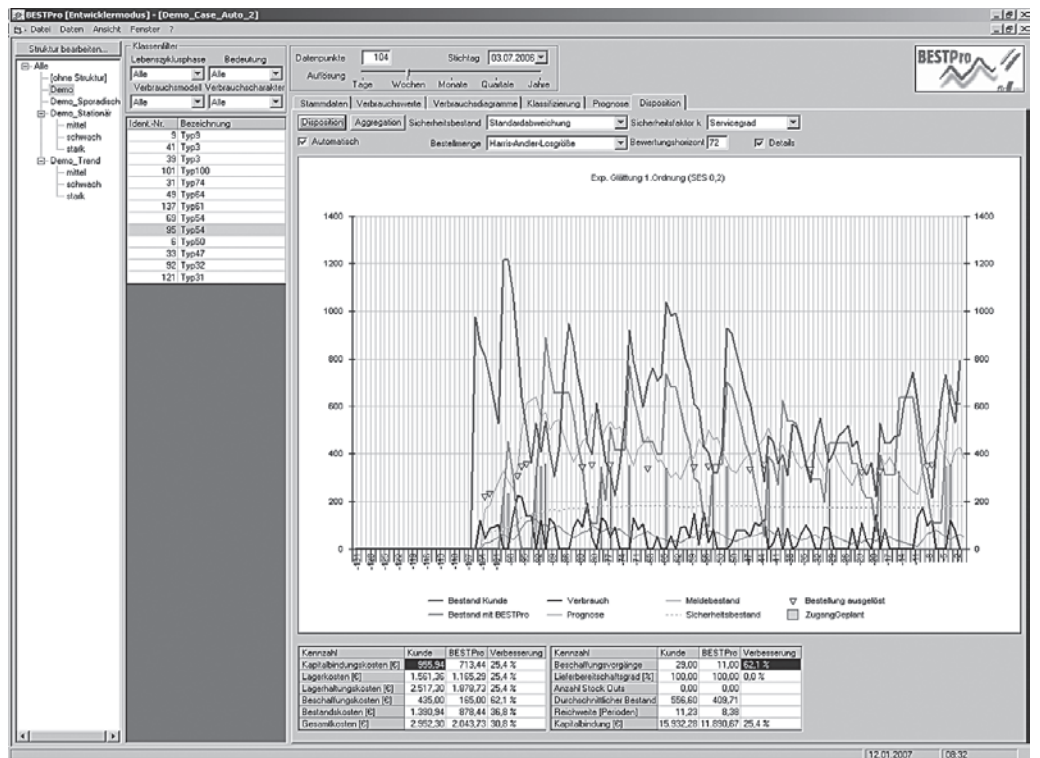 BESTPro [Entwicklermodus] - [Demo_Case_Auto_2]
Datei Daten Ansicht Fenster ?
Struktur bearbeiten...
Alle
[ohne Struktur]
Demo
Demo_Sporadisch
Demo_Stationär
mittel
schwach
stark
Demo_Trend
mittel
schwach
stark
Klassenfilter
Lebenszyklusphase Bedeutung
Alle Alle
Verbrauchsmodell Verbrauchscharakter
Alle Alle
Ident.-Nr. Bezeichnung
9 Typ9
41 Typ3
39 Typ3
101 Typ100
31 Typ74
49 Typ64
137 Typ61
69 Typ54
95 Typ54
6 Typ50
33 Typ47
92 Typ32
121 Typ31
Datenpunkte 104 Stichtag 03.07.2006
Auflösung
Tage Wochen Monate Quartale Jahre
BESTPro
Stammdaten Verbrauchswerte Verbrauchsdiagramme Klassifizierung Prognose Disposition
Disposition Aggregation Sicherheitsbestand Standardabweichung Sicherheitsfaktor k Servicegrad
Automatisch Bestellmenge Harris-Andler-Losgröße Bewertungshorizont 72 Details
Exp. Glättung 1.Ordnung (SES 0,2)
1400 1400
1200 1200
1000 1000
800 800
600 600
400 400
200 200
0 0
Bestand Kunde Verbrauch Meldebestand Bestellung ausgelöst
Bestand mit BESTPro Prognose Sicherheitsbestand ZugangGeplant
Kennzahl Kunde BESTPro Verbesserung
Kapitalbindungskosten [€] 955,94 713,44 25,4 %
Lagerkosten [€] 1.561,36 1.165,29 25,4 %
Lagerhaltungskosten [€] 2.517,30 1.878,73 25,4 %
Beschaffungskosten [€] 435,00 165,00 62,1 %
Bestandskosten [€] 1.390,94 878,44 36,8 %
Gesamtkosten [€] 2.952,30 2.043,73 30,8 %
Kennzahl Kunde BESTPro Verbesserung
Beschaffungsvorgänge 29,00 11,00 62,1 %
Lieferbereitschaftsgrad [%] 100,00 100,00 0,0 %
Anzahl Stock Outs 0,00 0,00
Durchschnittlicher Bestand 556,60 409,71
Reichweite [Perioden] 11,23 8,38
Kapitalbindung [€] 15.932,28 11.890,67 25,4 %
12.01.2007 08:32